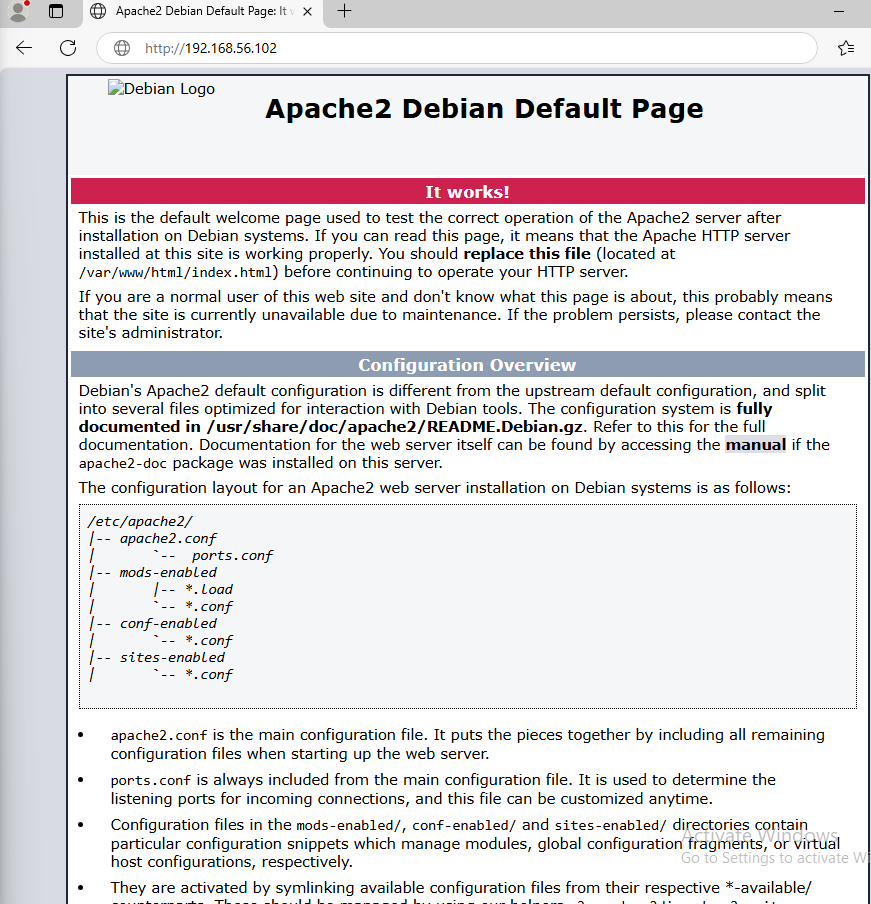 Apache2 Debian Default Page: It
http://192.168.56.102
Debian Logo
Apache2 Debian Default Page
It works!
This is the default welcome page used to test the correct operation of the Apache2 server after
installation on Debian systems. If you can read this page, it means that the Apache HTTP server
installed at this site is working properly. You should replace this file (located at
/var/www/html/index.html) before continuing to operate your HTTP server.
If you are a normal user of this web site and don't know what this page is about, this probably means
that the site is currently unavailable due to maintenance. If the problem persists, please contact the
site's administrator.
Configuration Overview
Debian's Apache2 default configuration is different from the upstream default configuration, and split
into several files optimized for interaction with Debian tools. The configuration system is fully
documented in /usr/share/doc/apache2/README.Debian.gz. Refer to this for the full
documentation. Documentation for the web server itself can be found by accessing the manual if the
apache2-doc package was installed on this server.
The configuration layout for an Apache2 web server installation on Debian systems is as follows:
/etc/apache2/
|-- apache2.conf
|       `--  ports.conf
|-- mods-enabled
|       |-- *.load
|       `-- *.conf
|-- conf-enabled
|       `-- *.conf
|-- sites-enabled
|       `-- *.conf
• apache2.conf is the main configuration file. It puts the pieces together by including all remaining
configuration files when starting up the web server.
• ports.conf is always included from the main configuration file. It is used to determine the
listening ports for incoming connections, and this file can be customized anytime.
• Configuration files in the mods-enabled/, conf-enabled/ and sites-enabled/ directories contain
particular configuration snippets which manage modules, global configuration fragments, or virtual
host configurations, respectively.
• They are activated by symlinking available configuration files from their respective *-available/
Activate Windows
Go to Settings to activate Wi